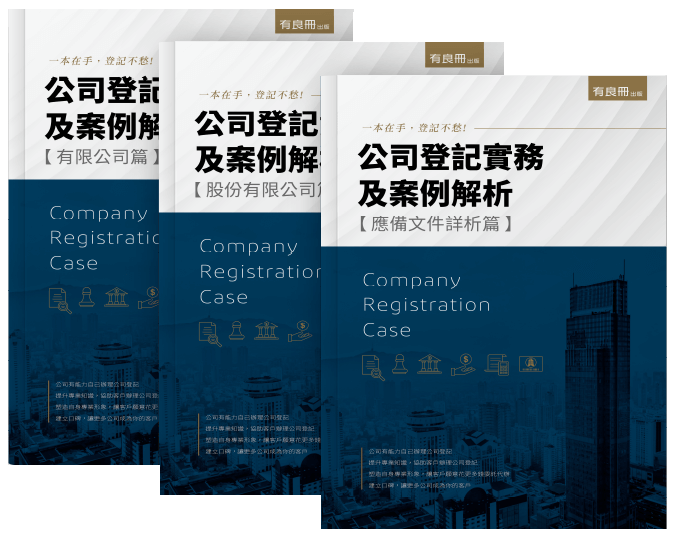 有良冊出版
一本在手，登記不愁！
公司登記
及案例解
【有限公司篇】
Company
Registratio
Case
公司有能力自己辦理公司登記
提升專業知識，協助客戶辦理公司登
塑造自身專業形象，讓客戶願意花更
建立口碑，讓更多公司成為你的客戶
有良冊出版
一本在手，登記不愁！
公司登記
及案例解
【股份有限公司篇
Company
Registration
Case
公司有能力自己辦理公司登記
提升專業知識，協助客戶辦理公司登記
塑造自身專業形象，讓客戶願意花更多錢
建立口碑，讓更多公司成為你的客戶
有良冊出版
一本在手，登記不愁！
公司登記實務
及案例解析
【應備文件詳析篇】
Company
Registration
Case
公司有能力自己辦理公司登記
提升專業知識，協助客戶辦理公司登記
塑造自身專業形象，讓客戶願意花更多錢委託代辦
建立口碑，讓更多公司成為你的客戶